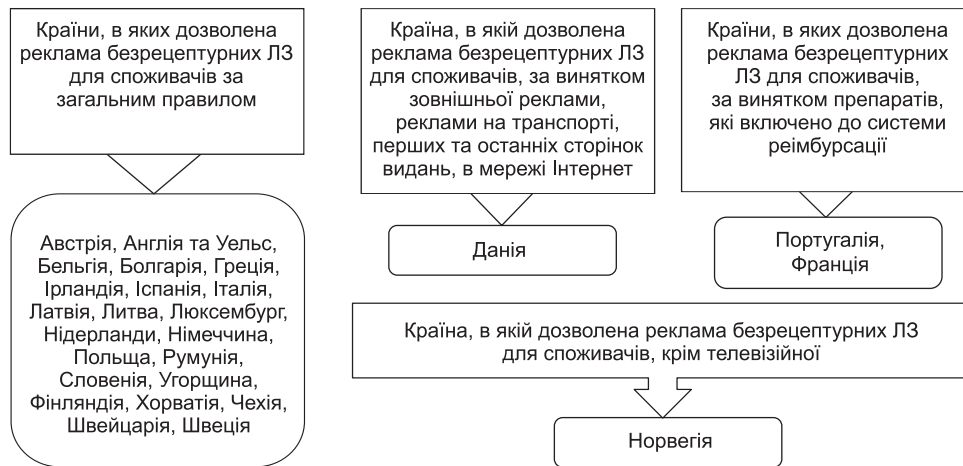 Країни, в яких дозволена
реклама безрецептурних ЛЗ
для споживачів за
загальним правилом
Австрія, Англія та Уельс,
Бельгія, Болгарія, Греція,
Ірландія, Іспанія, Італія,
Латвія, Литва, Люксембург,
Нідерланди, Німеччина,
Польща, Румунія,
Словенія, Угорщина,
Фінляндія, Хорватія, Чехія,
Швейцарія, Швеція
Країна, в якій дозволена
реклама безрецептурних ЛЗ
для споживачів, за винятком
зовнішньої реклами,
реклами на транспорті,
перших та останніх сторінок
видань, в мережі Інтернет
Данія
Країни, в яких дозволена
реклама безрецептурних
ЛЗ для споживачів,
за винятком препаратів,
які включено до системи
реімбурсації
Португалія,
Франція
Країна, в якій дозволена реклама безрецептурних ЛЗ
для споживачів, крім телевізійної
Норвегія